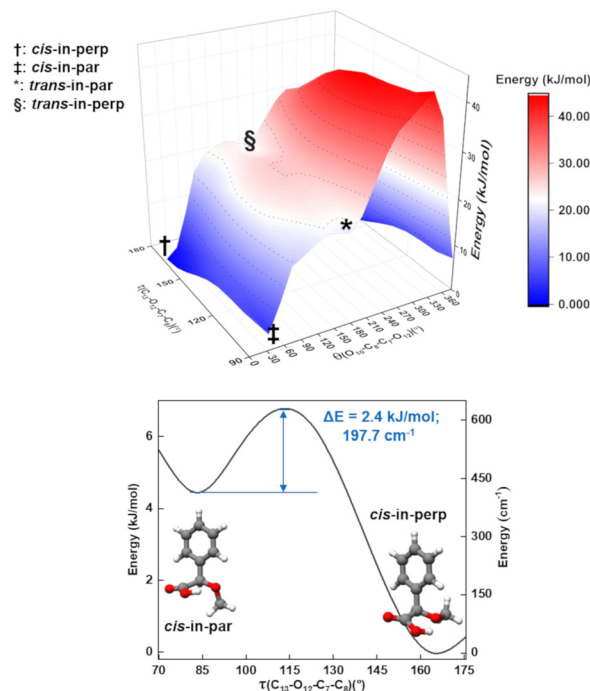 †: cis-in-perp
‡: cis-in-par
*: trans-in-par
§: trans-in-perp
Energy (kJ/mol)
40.00
30.00
20.00
10.00
0.000
40
30
20
10
0
Energy (kJ/mol)
§
*
†
‡
180
150
120
90
τ(C₁₃-O₁₂-C₇-C₈)(°)
0 30 60 90 120 150 180 210 240 270 300 330 360
θ(O₁₀-C₈-C₇-O₁₂)(°)
ΔE = 2.4 kJ/mol;
197.7 cm⁻¹
6
4
2
0
Energy (kJ/mol)
600
450
300
150
0
Energy (cm⁻¹)
cis-in-par
cis-in-perp
70 85 100 115 130 145 160 175
τ(C₁₃-O₁₂-C₇-C₈)(°)